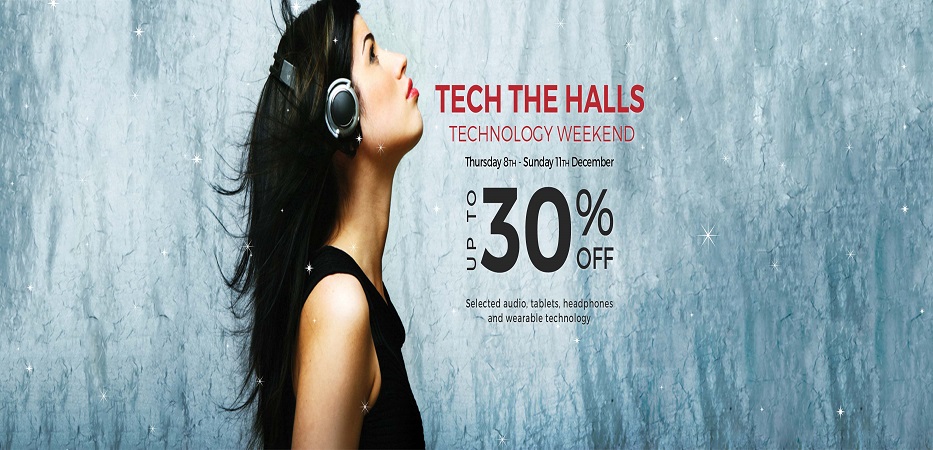 TECH THE HALLS
TECHNOLOGY WEEKEND
Thursday 8TH - Sunday 11TH December
UP TO
30% OFF
Selected audio, tablets, headphones
and wearable technology